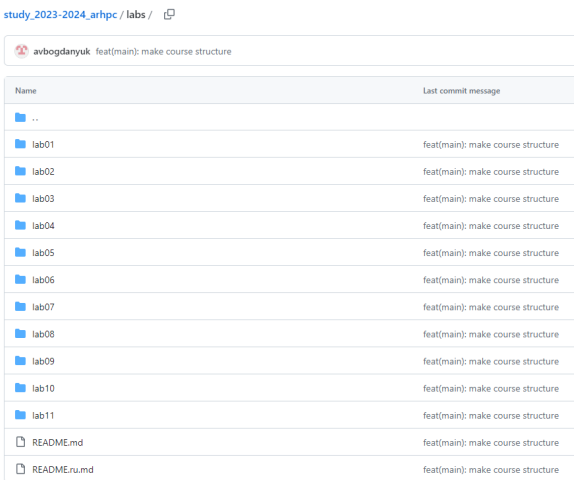 study_2023-2024_arhpc / labs /
avbogdanyuk feat(main): make course structure
Name Last commit message
..
lab01 feat(main): make course structure
lab02 feat(main): make course structure
lab03 feat(main): make course structure
lab04 feat(main): make course structure
lab05 feat(main): make course structure
lab06 feat(main): make course structure
lab07 feat(main): make course structure
lab08 feat(main): make course structure
lab09 feat(main): make course structure
lab10 feat(main): make course structure
lab11 feat(main): make course structure
README.md feat(main): make course structure
README.ru.md feat(main): make course structure